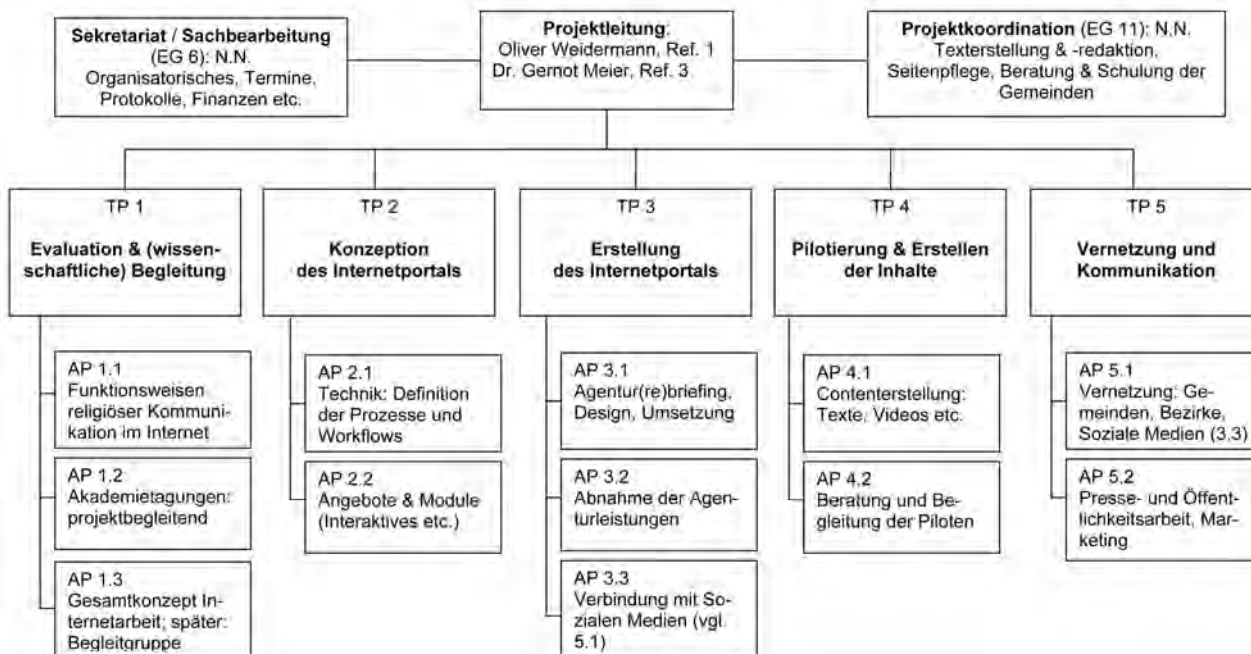 Sekretariat / Sachbearbeitung
(EG 6): N.N.
Organisatorisches, Termine,
Protokolle, Finanzen etc.
Projektleitung:
Oliver Weidermann, Ref. 1
Dr. Gernot Meier, Ref. 3
Projektkoordination (EG 11): N.N.
Texterstellung & -redaktion,
Seitenpflege, Beratung & Schulung der
Gemeinden
TP 1
Evaluation & (wissen-
schaftliche) Begleitung
AP 1.1
Funktionsweisen
religiöser Kommuni-
kation im Internet
AP 1.2
Akademietagungen:
projektbegleitend
AP 1.3
Gesamtkonzept In-
ternetarbeit; später:
Begleitgruppe
TP 2
Konzeption
des Internetportals
AP 2.1
Technik: Definition
der Prozesse und
Workflows
AP 2.2
Angebote & Module
(Interaktives etc.)
TP 3
Erstellung
des Internetportals
AP 3.1
Agentur(re)briefing,
Design, Umsetzung
AP 3.2
Abnahme der Agen-
turleistungen
AP 3.3
Verbindung mit So-
zialen Medien (vgl.
5.1)
TP 4
Pilotierung & Erstellen
der Inhalte
AP 4.1
Contenterstellung:
Texte, Videos etc.
AP 4.2
Beratung und Be-
gleitung der Piloten
TP 5
Vernetzung und
Kommunikation
AP 5.1
Vernetzung: Ge-
meinden, Bezirke,
Soziale Medien (3.3)
AP 5.2
Presse- und Öffent-
lichkeitsarbeit, Mar-
keting